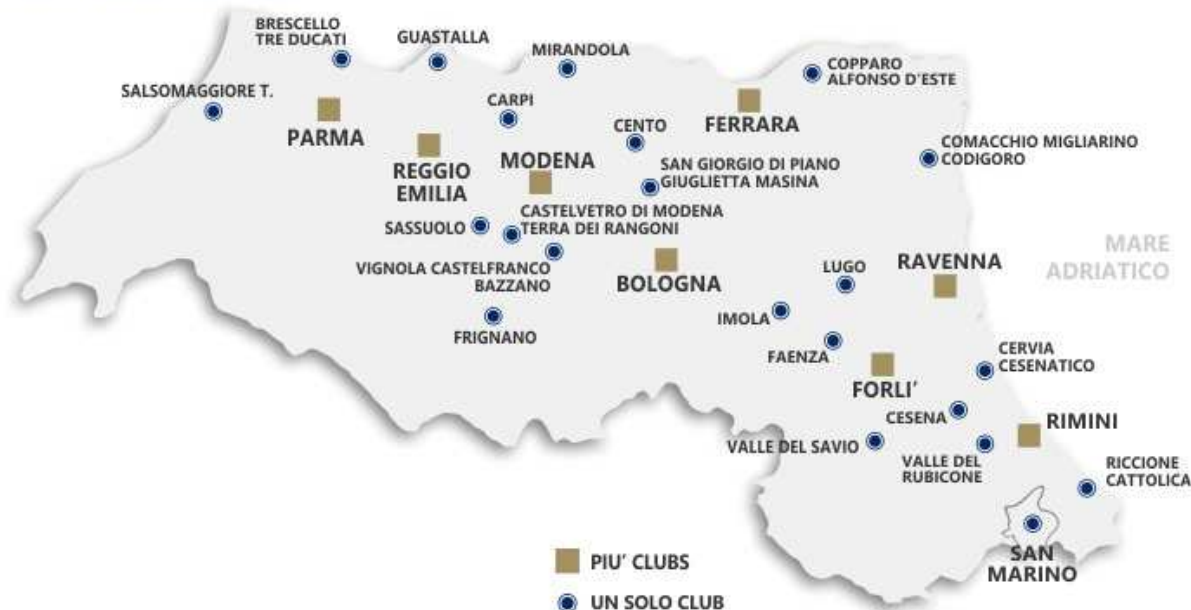 BRESCELLO
TRE DUCATI
GUASTALLA
MIRANDOLA
COPPARO
ALFONSO D'ESTE
SALSOMAGGIORE T.
CARPI
PARMA
FERRARA
CENTO
COMACCHIO MIGLIARINO
CODIGORO
REGGIO
EMILIA
MODENA
SAN GIORGIO DI PIANO
GIUGLIETTA MASINA
SASSUOLO
CASTELVETRO DI MODENA
TERRA DEI RANGONI
VIGNOLA CASTELFRANCO
BAZZANO
BOLOGNA
LUGO
RAVENNA
MARE
ADRIATICO
FRIGNANO
IMOLA
FAENZA
FORLI'
CERVIA
CESENATICO
CESENA
RIMINI
VALLE DEL SAVIO
VALLE DEL
RUBICONE
RICCIONE
CATTOLICA
SAN
MARINO
PIU' CLUBS
UN SOLO CLUB